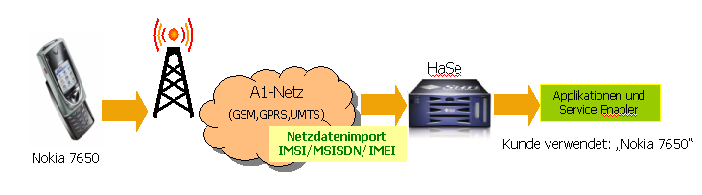 HaSe
A1-Netz
(GSM,GPRS,UMTS)
Netzdatenimport
IMSI/MSISDN/ IMEI
Nokia 7650
Sun
Applikationen und
Service Enabler
Kunde verwendet: „Nokia 7650“